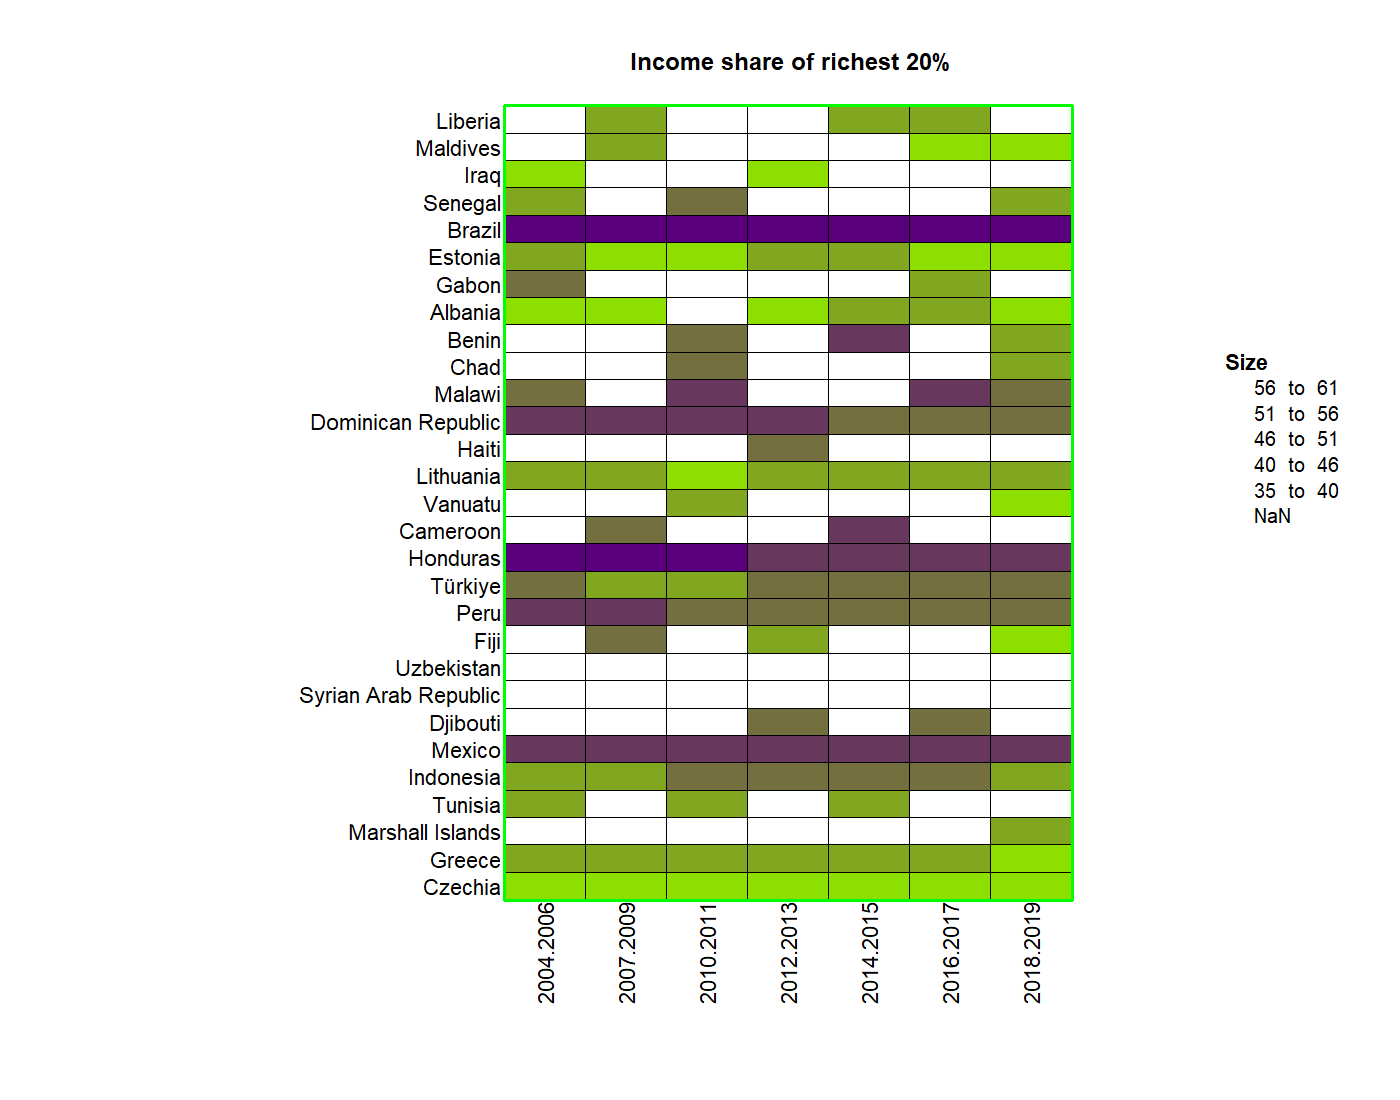 Income share of richest 20%
Liberia
Maldives
Iraq
Senegal
Brazil
Estonia
Gabon
Albania
Benin
Chad
Malawi
Dominican Republic
Haiti
Lithuania
Vanuatu
Cameroon
Honduras
Türkiye
Peru
Fiji
Uzbekistan
Syrian Arab Republic
Djibouti
Mexico
Indonesia
Tunisia
Marshall Islands
Greece
Czechia
2004.2006
2007.2009
2010.2011
2012.2013
2014.2015
2016.2017
2018.2019
Size
56 to 61
51 to 56
46 to 51
40 to 46
35 to 40
NaN